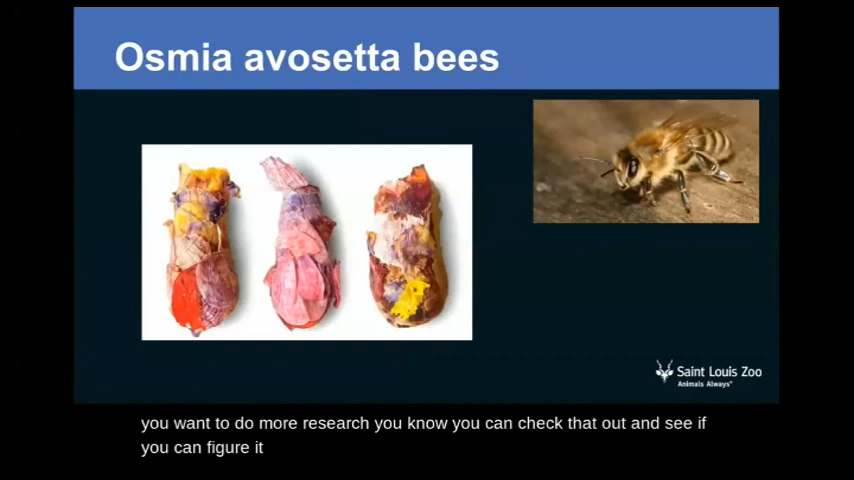 Osmia avosetta bees
Saint Louis Zoo
Animals Always®
you want to do more research you know you can check that out and see if
you can figure it